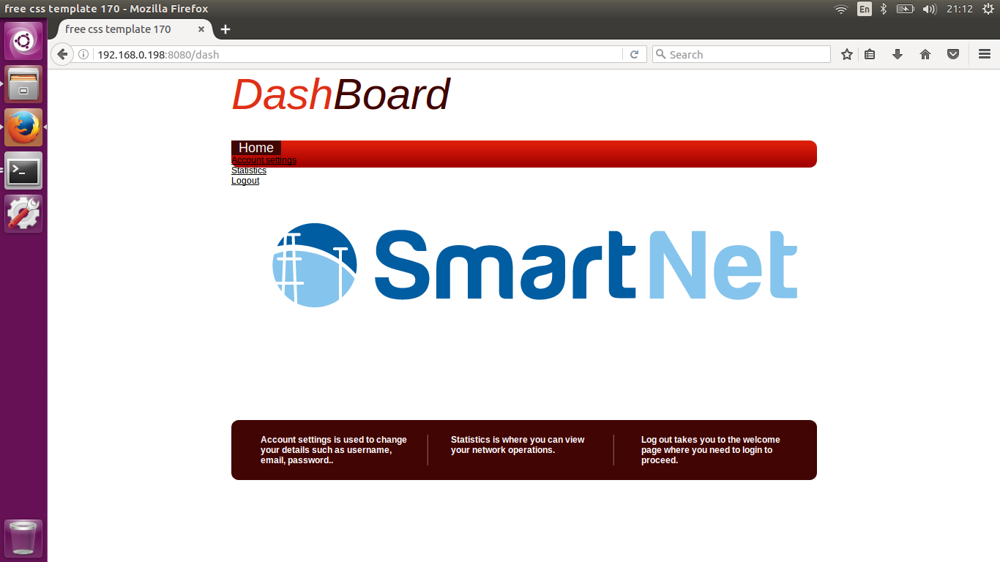 free css template 170 - Mozilla Firefox
En
21:12
free css template 170
192.168.0.198:8080/dash
Search
DashBoard
Home
Account settings
Statistics
Logout
SmartNet
Account settings is used to change
your details such as username,
email, password..
Statistics is where you can view
your network operations.
Log out takes you to the welcome
page where you need to login to
proceed.